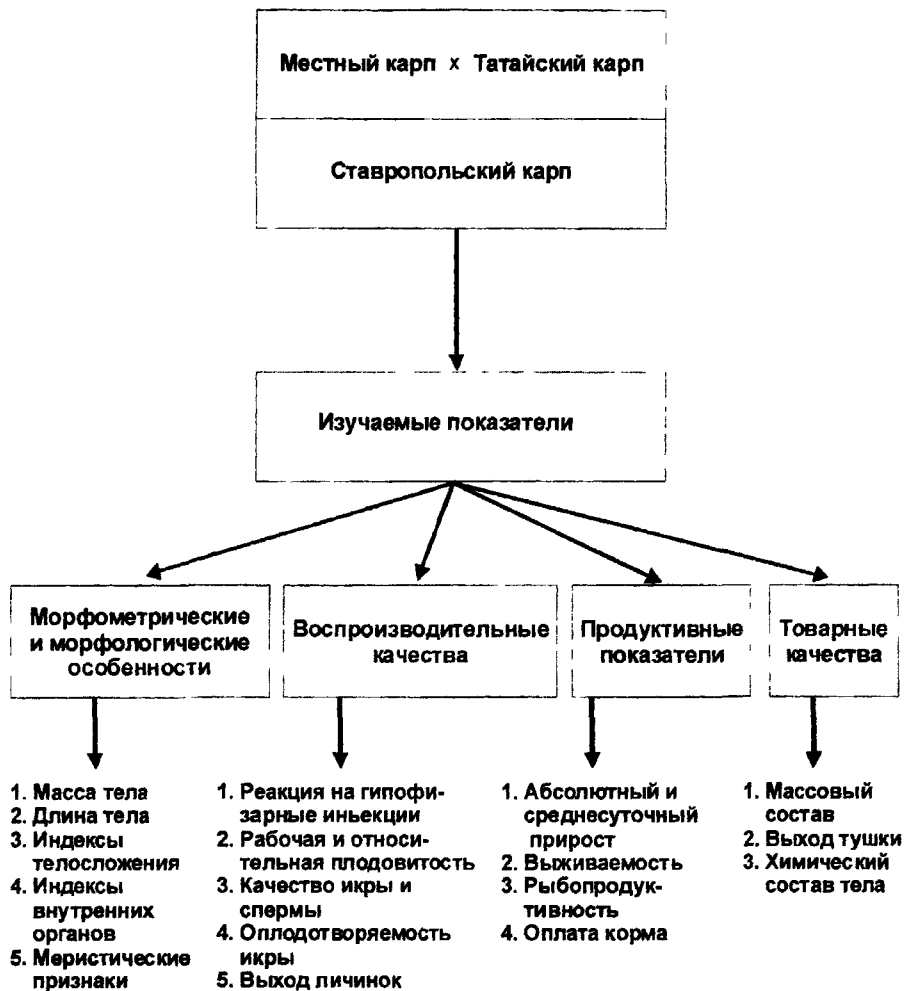 Местный карп x Татайский карп
Ставропольский карп
Изучаемые показатели
Морфометрические
и морфологические
особенности
Воспроизводительные
качества
Продуктивные
показатели
Товарные
качества
1. Масса тела
2. Длина тела
3. Индексы
телосложения
4. Индексы
внутренних
органов
5. Меристические
признаки
1. Реакция на гипофи-
зарные иньекции
2. Рабочая и относи-
тельная плодовитость
3. Качество икры и
спермы
4. Оплодотворяемость
икры
5. Выход личинок
1. Абсолютный и
среднесуточный
прирост
2. Выживаемость
3. Рыбопродук-
тивность
4. Оплата корма
1. Массовый
состав
2. Выход тушки
3. Химический
состав тела